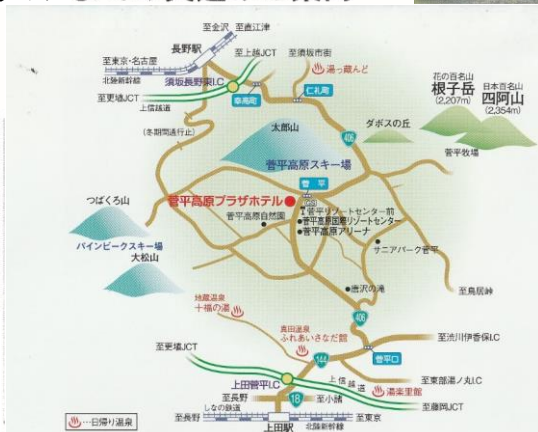 至金沢 至直江津
長野駅
至東京・名古屋
北陸新幹線
至上越JCT
至須坂市街
湯っ蔵んど
須坂長野東I.C
至更埴JCT
上信越道
幸高町
仁礼町
(冬期間通行止)
太郎山
406
ダボスの丘
花の百名山
根子岳
(2,207m)
日本百名山
四阿山
(2,354m)
菅平高原スキー場
菅平牧場
つばくろ山
菅平
菅平高原プラザホテル
菅平リゾートセンター前
菅平高原自然園
菅平高原国際リゾートセンター
菅平高原アリーナ
パインビークスキー場
大松山
サニアパーク菅平
唐沢の滝
至鳥居峠
地蔵温泉
十福の湯
406
真田温泉
ふれあいさなだ館
至渋川伊香保I.C
至更埴JCT
144
菅平口
上田菅平I.C
上信越道
至東部湯ノ丸I.C
湯楽里館
至長野
18
至小諸
至藤岡JCT
しなの鉄道
至長野
至東京
上田駅
北陸新幹線
…日帰り温泉